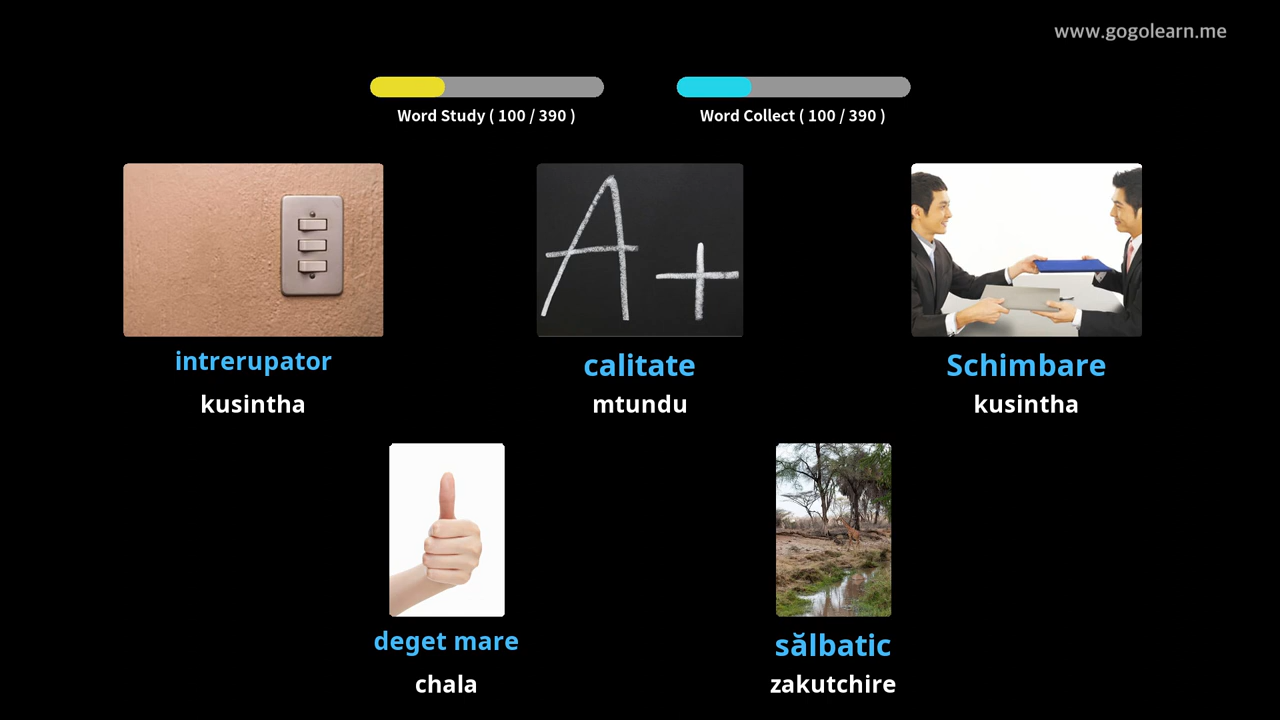 www.gogolearn.me
Word Study ( 100 / 390 )
Word Collect ( 100 / 390 )
A+
intrerupator
calitate
Schimbare
kusintha
mtundu
kusintha
deget mare
sălbatic
chala
zakutchire